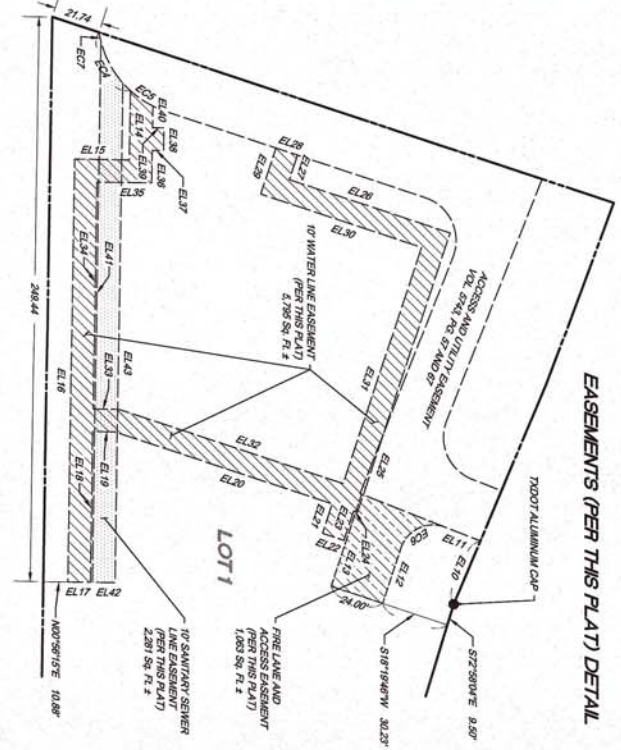 EASEMENTS (PER THIS PLAT) DETAIL
TXDOT ALUMINUM CAP
S72°58'04"E 9.50'
S18°19'46"W 30.23'
ACCESS AND UTILITY EASEMENT
VOL. 5743, PG 57 AND 67
EL10
EL11
EC6
EL12
24.00'
EL13
EL24
EL23
EL22
EL21
EL25
EL31
EL26
EL28
EL27
EL29
EL30
10' WATER LINE EASEMENT
(PER THIS PLAT)
5,795 Sq. Ft. ±
FIRE LANE AND
ACCESS EASEMENT
(PER THIS PLAT)
1,063 Sq. Ft. ±
LOT 1
EL32
EL20
10' SANITARY SEWER
LINE EASEMENT
(PER THIS PLAT)
2,281 Sq. Ft. ±
21.74
EC7
EC5
EL40
EL38
EL14
EL39
EL36
EL37
EL15
EL35
EL34
EL41
EL33
EL43
EL16
EL18
EL19
EL17
EL42
249.44
N00°56'15"E 10.88'